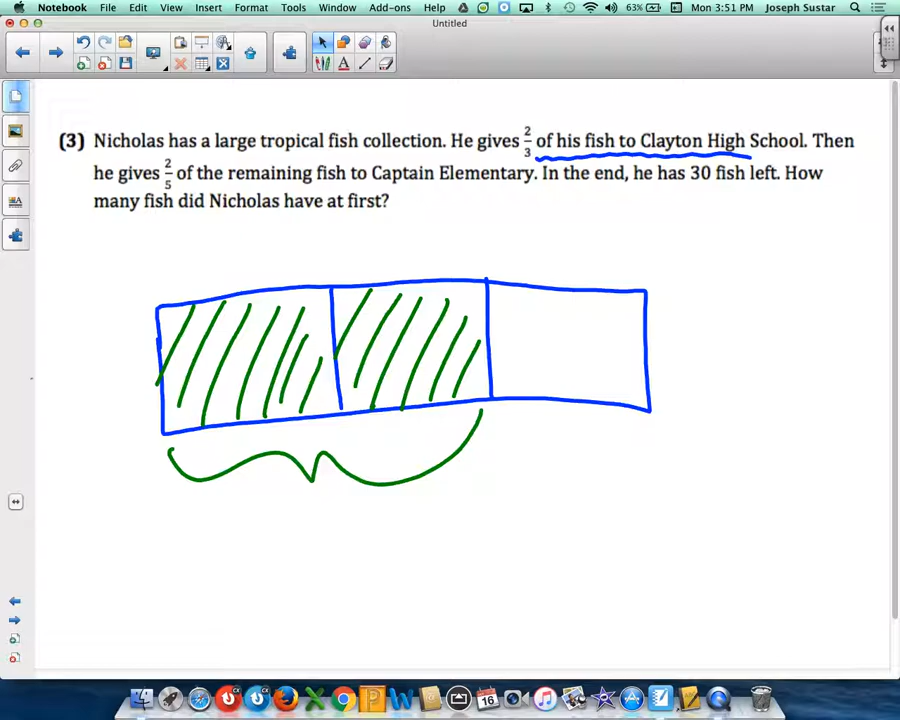 Notebook File Edit View Insert Format Tools Window Add-ons Help 63% Mon 3:51 PM Joseph Sustar
Untitled
(3) Nicholas has a large tropical fish collection. He gives 2/3 of his fish to Clayton High School. Then
he gives 2/5 of the remaining fish to Captain Elementary. In the end, he has 30 fish left. How
many fish did Nicholas have at first?